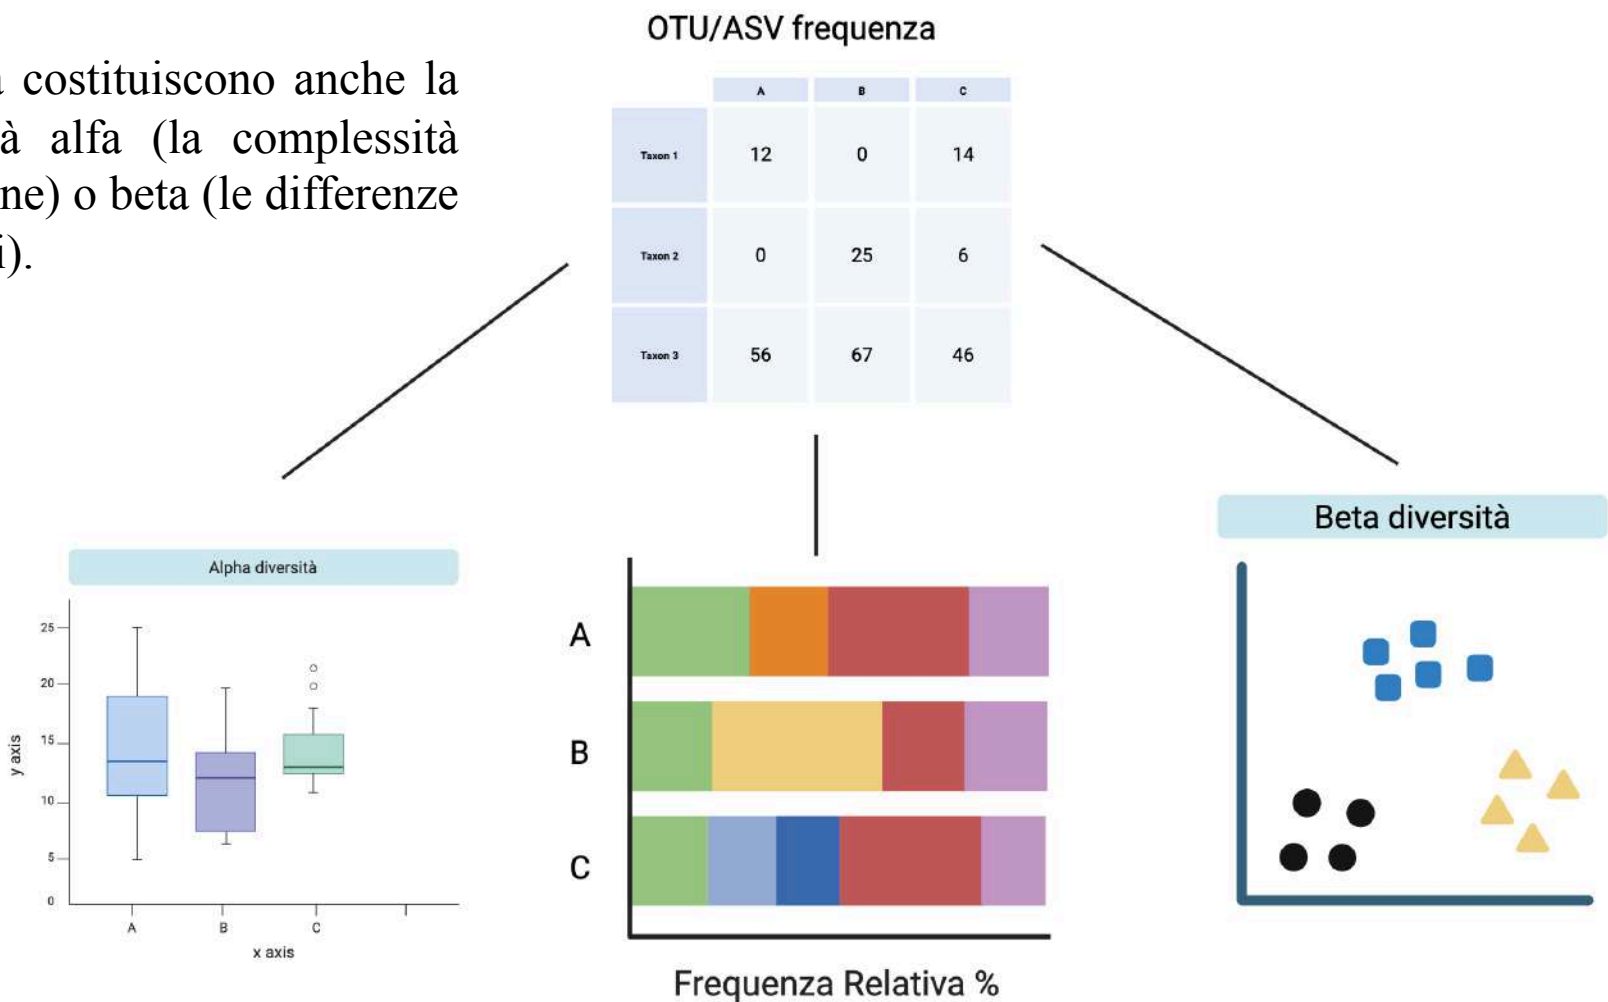 costituiscono anche la
alfa (la complessità
o beta (le differenze
OTU/ASV frequenza
A B C
Taxon 1 12 0 14
Taxon 2 0 25 6
Taxon 3 56 67 46
Alpha diversità
25
20
15
10
5
0
y axis
A B C
x axis
A
B
C
Frequenza Relativa %
Beta diversità